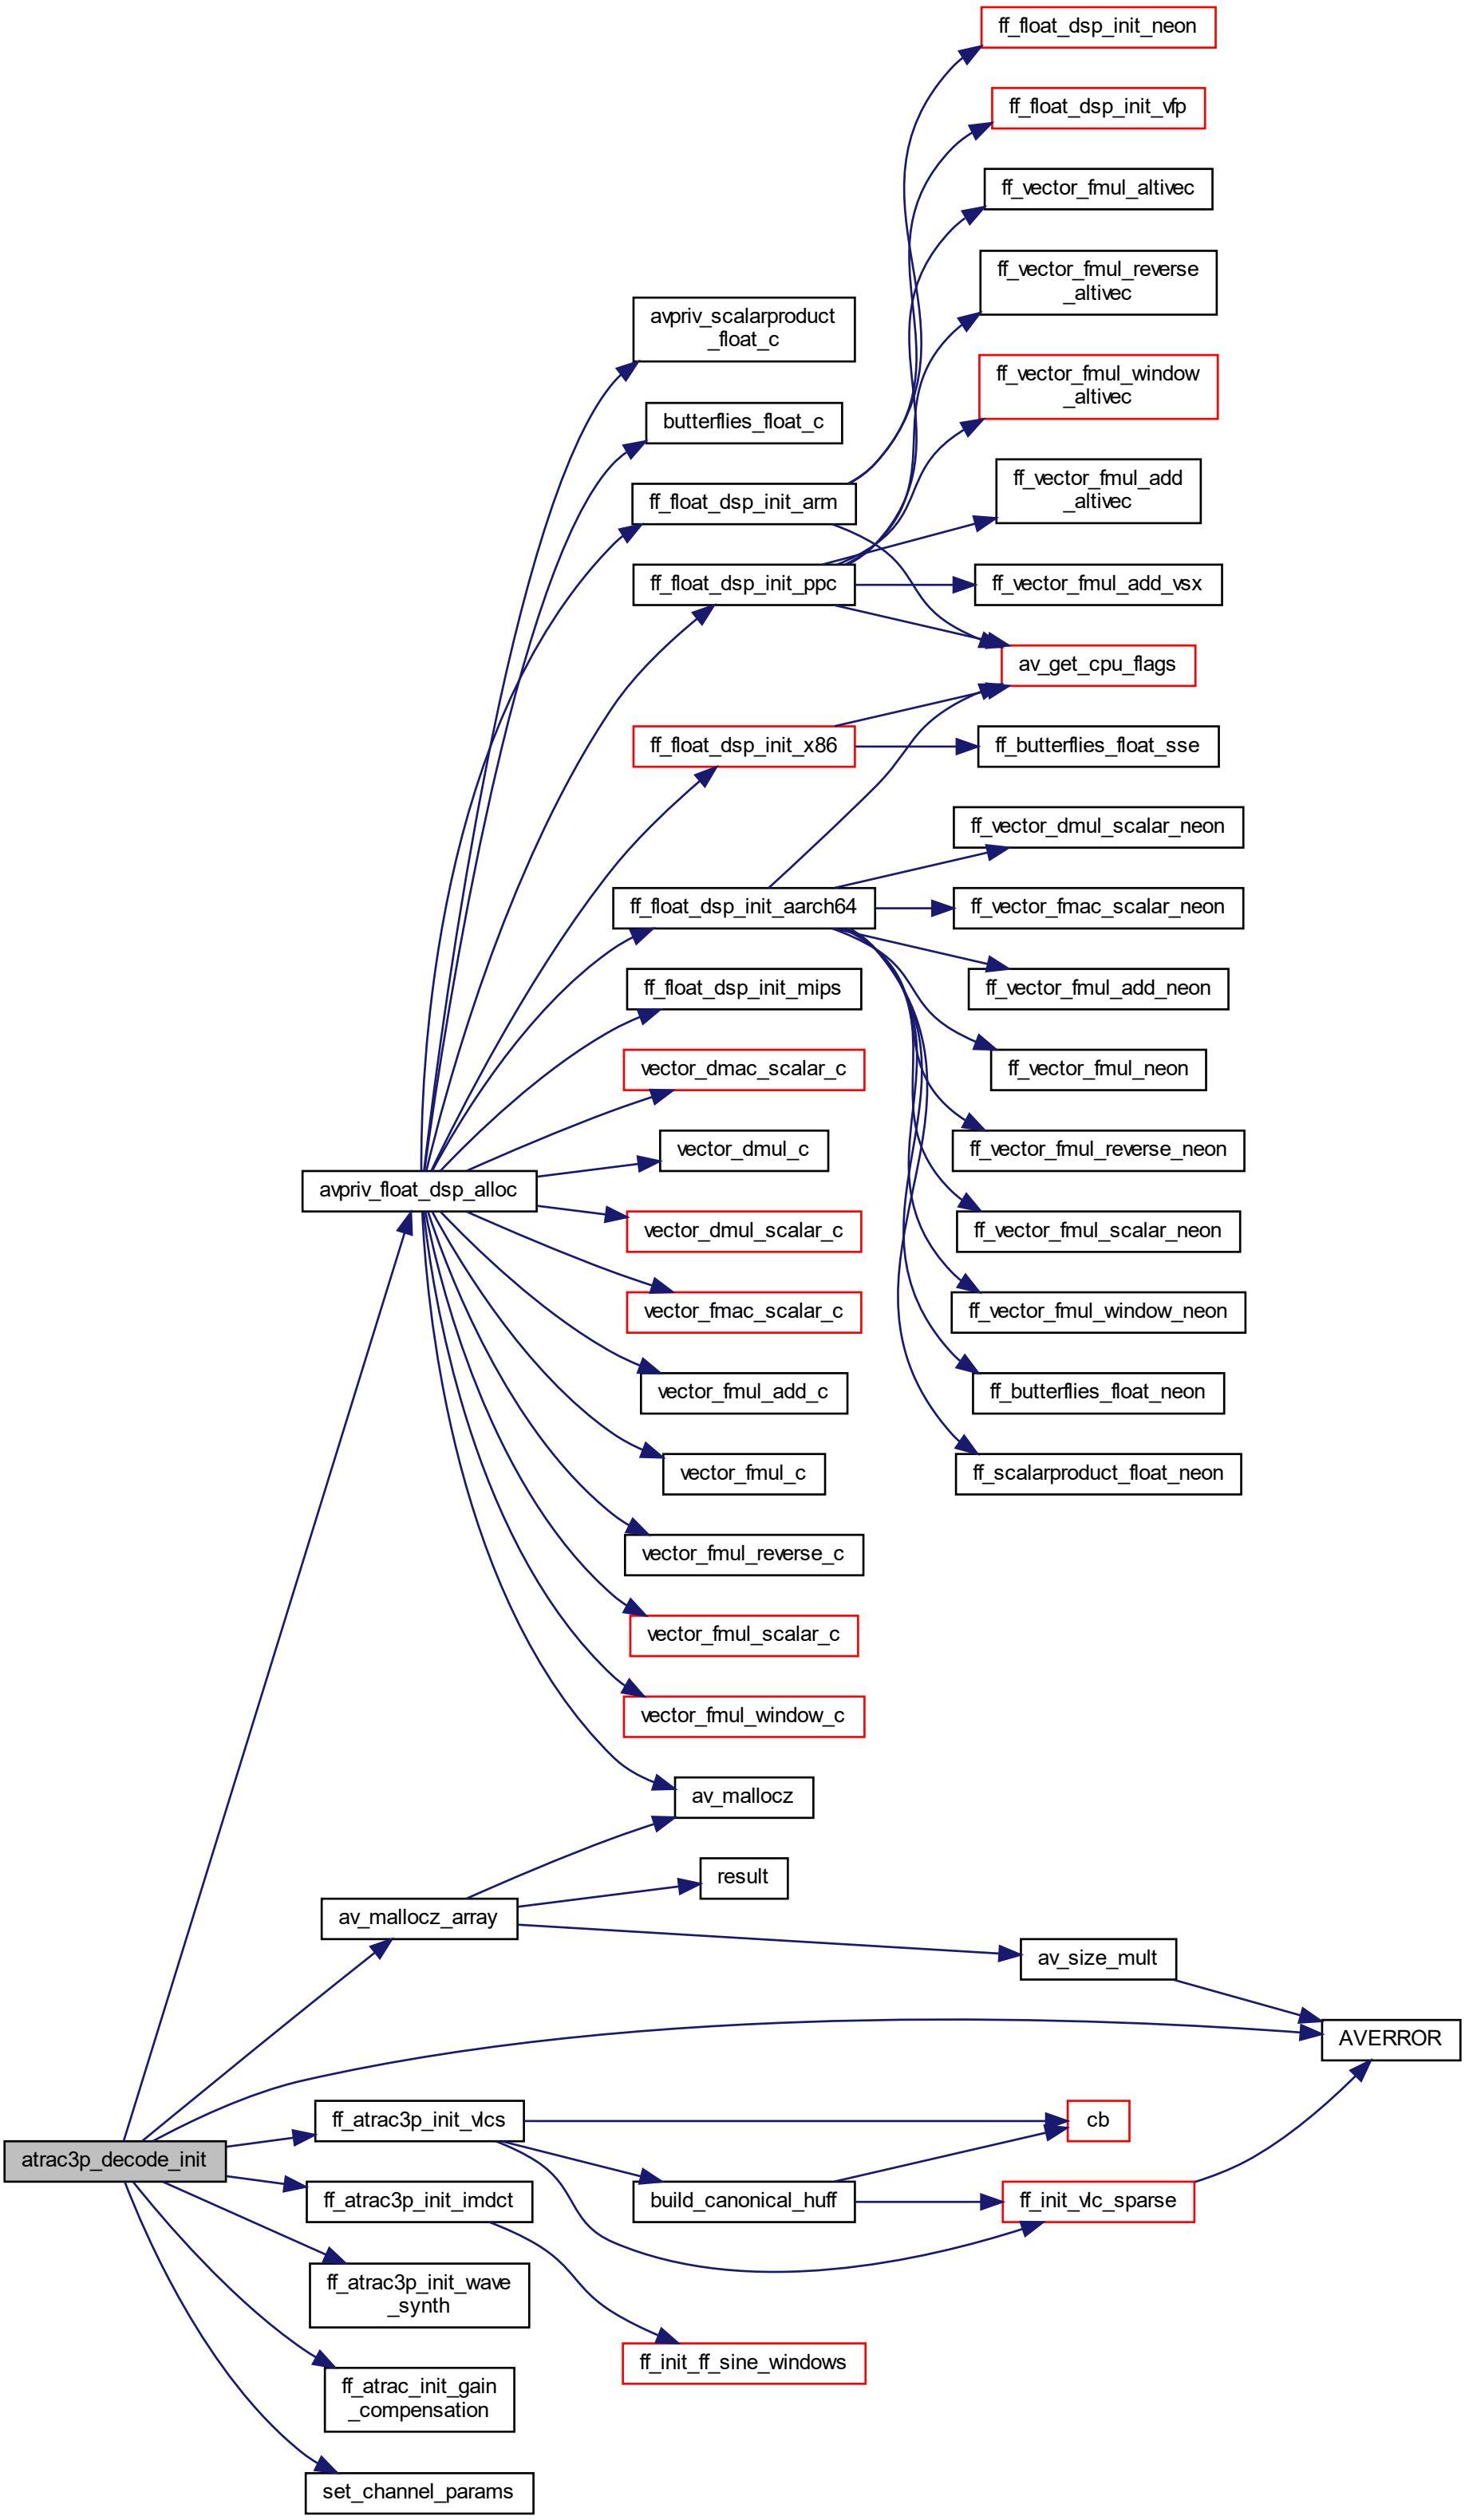 ff_float_dsp_init_neon
ff_float_dsp_init_vfp
ff_vector_fmul_altivec
ff_vector_fmul_reverse
_altivec
avpriv_scalarproduct
_float_c
ff_vector_fmul_window
_altivec
butterflies_float_c
ff_vector_fmul_add
_altivec
ff_float_dsp_init_arm
ff_float_dsp_init_ppc
ff_vector_fmul_add_vsx
av_get_cpu_flags
ff_float_dsp_init_x86
ff_butterflies_float_sse
ff_vector_dmul_scalar_neon
ff_float_dsp_init_aarch64
ff_vector_fmac_scalar_neon
ff_float_dsp_init_mips
ff_vector_fmul_add_neon
vector_dmac_scalar_c
ff_vector_fmul_neon
vector_dmul_c
ff_vector_fmul_reverse_neon
avpriv_float_dsp_alloc
vector_dmul_scalar_c
ff_vector_fmul_scalar_neon
vector_fmac_scalar_c
ff_vector_fmul_window_neon
vector_fmul_add_c
ff_butterflies_float_neon
vector_fmul_c
ff_scalarproduct_float_neon
vector_fmul_reverse_c
vector_fmul_scalar_c
vector_fmul_window_c
av_mallocz
result
av_mallocz_array
av_size_mult
AVERROR
ff_atrac3p_init_vlcs
cb
atrac3p_decode_init
ff_atrac3p_init_imdct
build_canonical_huff
ff_init_vlc_sparse
ff_atrac3p_init_wave
_synth
ff_init_ff_sine_windows
ff_atrac_init_gain
_compensation
set_channel_params